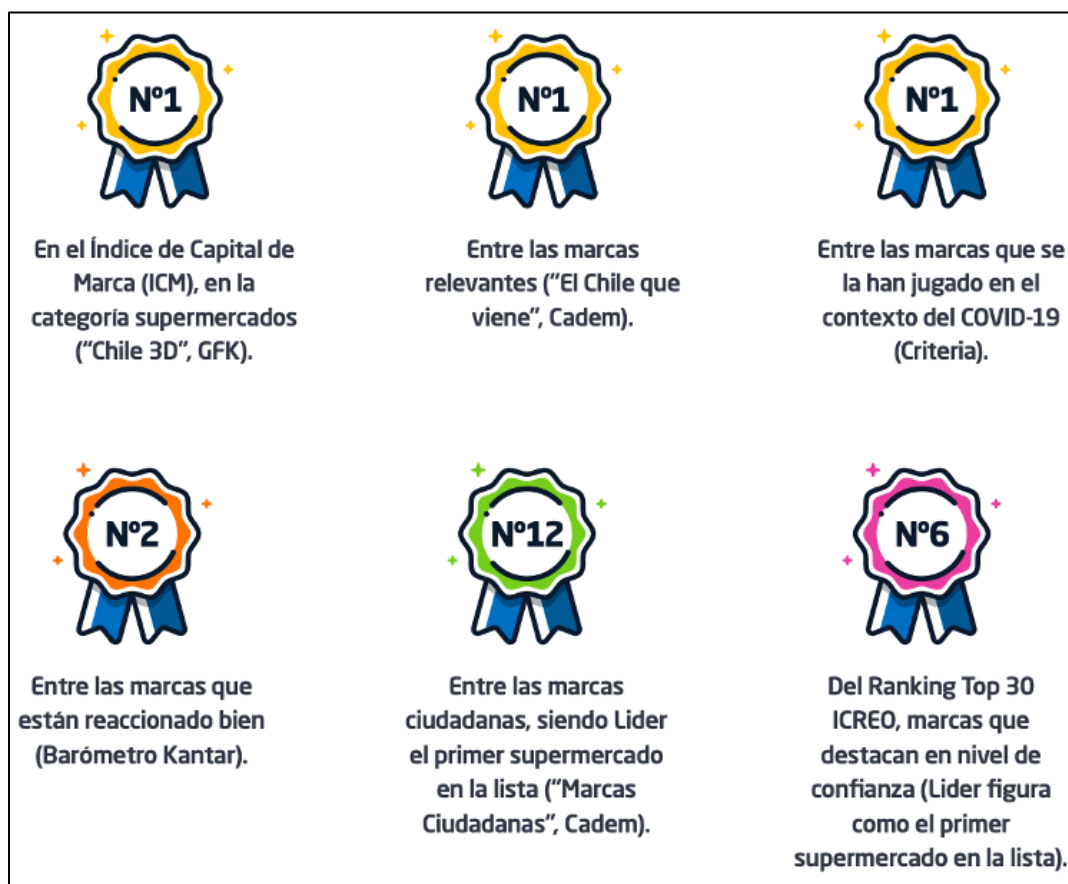 Nº1
En el Índice de Capital de
Marca (ICM), en la
categoría supermercados
("Chile 3D", GFK).
Nº1
Entre las marcas
relevantes ("El Chile que
viene", Cadem).
Nº1
Entre las marcas que se
la han jugado en el
contexto del COVID-19
(Criteria).
Nº2
Entre las marcas que
están reaccionado bien
(Barómetro Kantar).
Nº12
Entre las marcas
ciudadanas, siendo Lider
el primer supermercado
en la lista ("Marcas
Ciudadanas", Cadem).
Nº6
Del Ranking Top 30
ICREO, marcas que
destacan en nivel de
confianza (Lider figura
como el primer
supermercado en la lista).